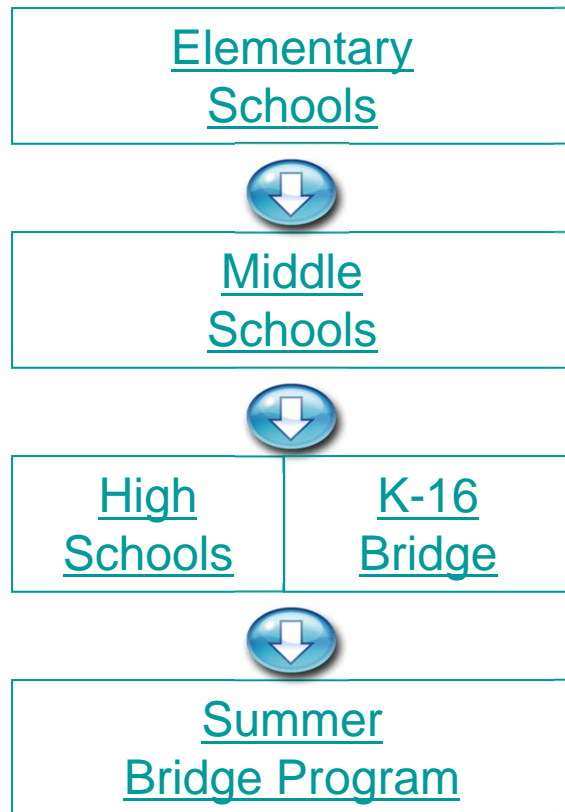 Elementary
Schools
Middle
Schools
High
Schools
K-16
Bridge
Summer
Bridge Program